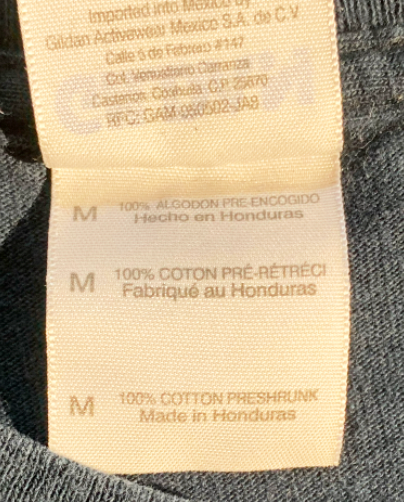 Imported into Mexico by
Gildan Activewear Mexico S.A. de C.V
Calle 5 de Febrero #147
Col. Venustiano Carranza
Castanos, Coahuila C.P. 25870
RFC: GAM-050502-JA8
M 100% ALGODON PRE-ENCOGIDO
Hecho en Honduras
M 100% COTON PRÉ-RÉTRÉCI
Fabriqué au Honduras
M 100% COTTON PRESHRUNK
Made in Honduras